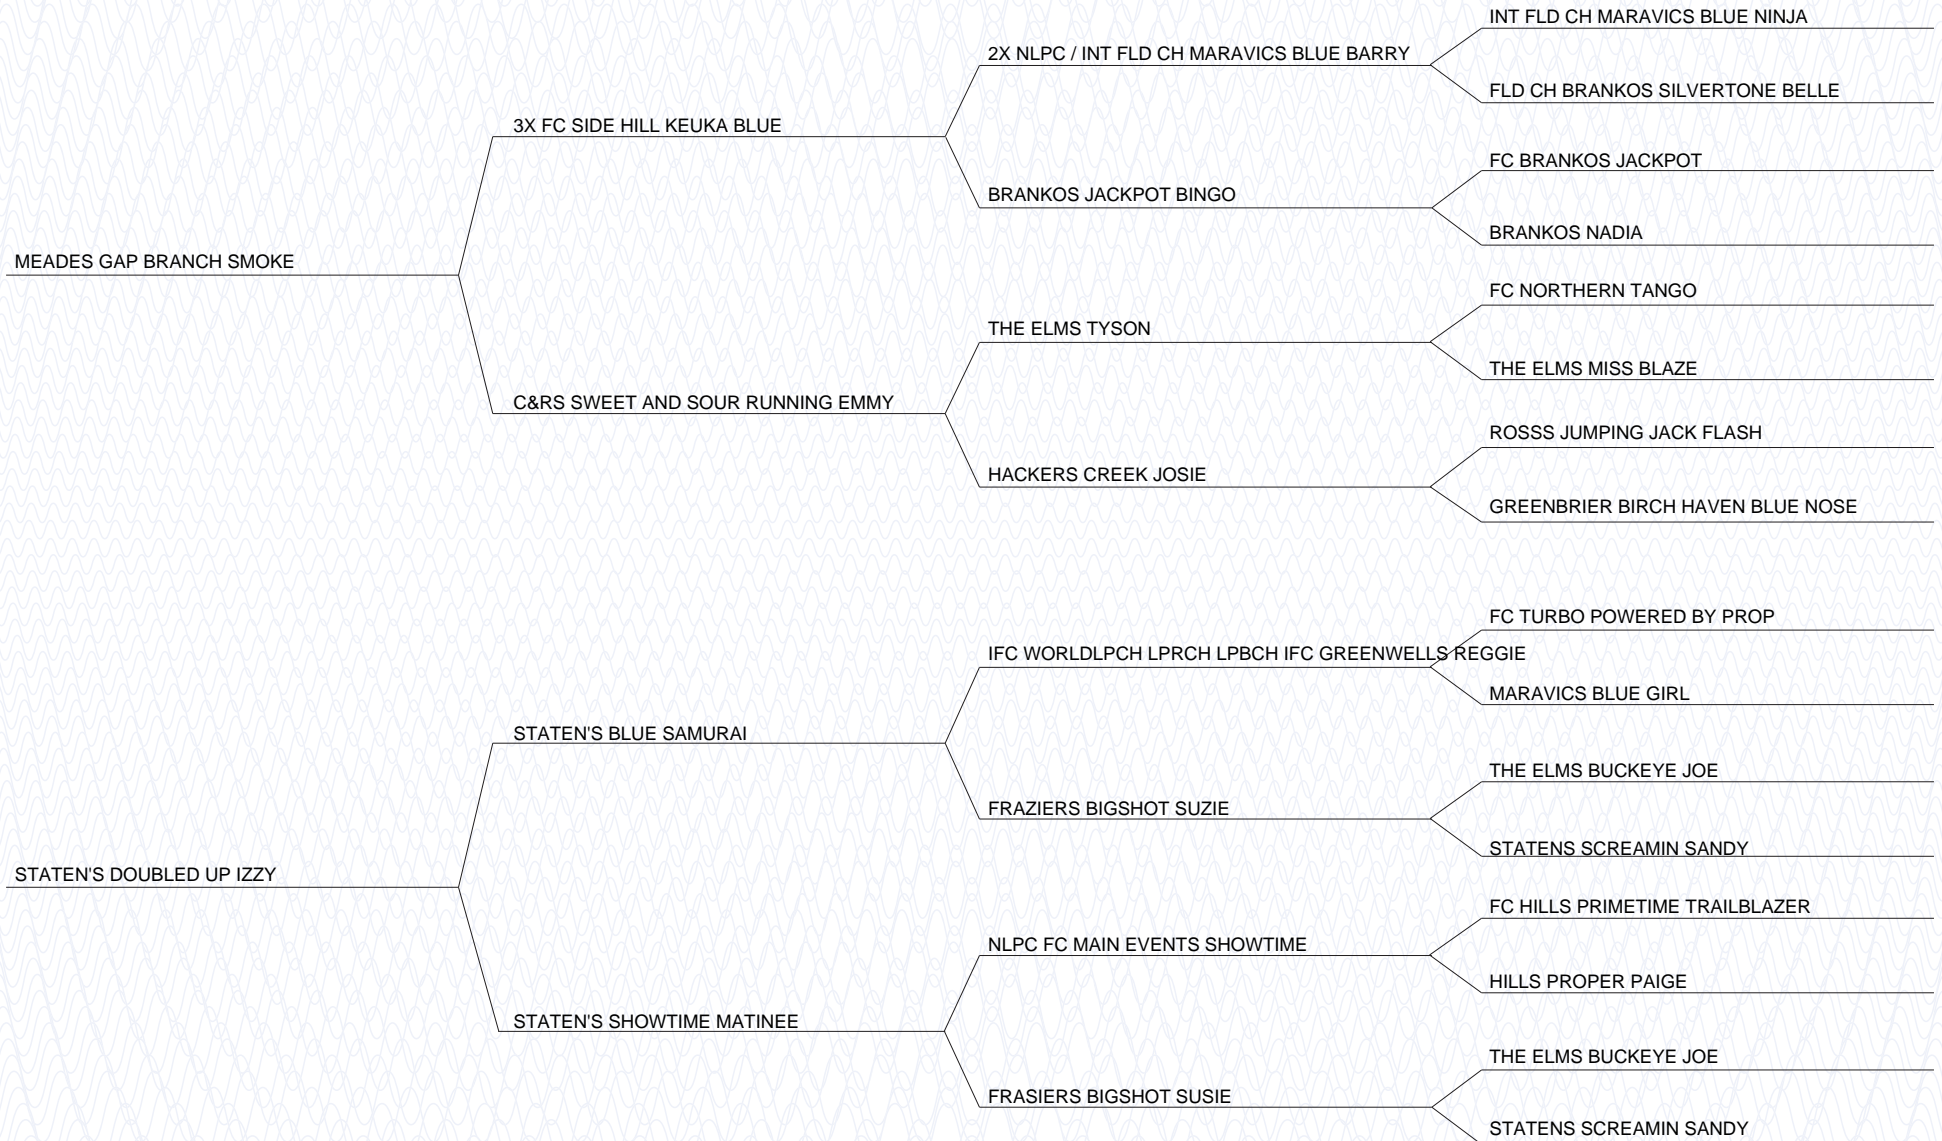 INT FLD CH MARAVICS BLUE NINJA
2X NLPC / INT FLD CH MARAVICS BLUE BARRY
FLD CH BRANKOS SILVERTONE BELLE
3X FC SIDE HILL KEUKA BLUE
FC BRANKOS JACKPOT
BRANKOS JACKPOT BINGO
BRANKOS NADIA
MEADES GAP BRANCH SMOKE
FC NORTHERN TANGO
THE ELMS TYSON
THE ELMS MISS BLAZE
C&RS SWEET AND SOUR RUNNING EMMY
ROSSS JUMPING JACK FLASH
HACKERS CREEK JOSIE
GREENBRIER BIRCH HAVEN BLUE NOSE
FC TURBO POWERED BY PROP
IFC WORLDLPCH LPRCH LPBCH IFC GREENWELLS REGGIE
MARAVICS BLUE GIRL
STATEN'S BLUE SAMURAI
THE ELMS BUCKEYE JOE
FRAZIERS BIGSHOT SUZIE
STATENS SCREAMIN SANDY
STATEN'S DOUBLED UP IZZY
FC HILLS PRIMETIME TRAILBLAZER
NLPC FC MAIN EVENTS SHOWTIME
HILLS PROPER PAIGE
STATEN'S SHOWTIME MATINEE
THE ELMS BUCKEYE JOE
FRASIERS BIGSHOT SUSIE
STATENS SCREAMIN SANDY